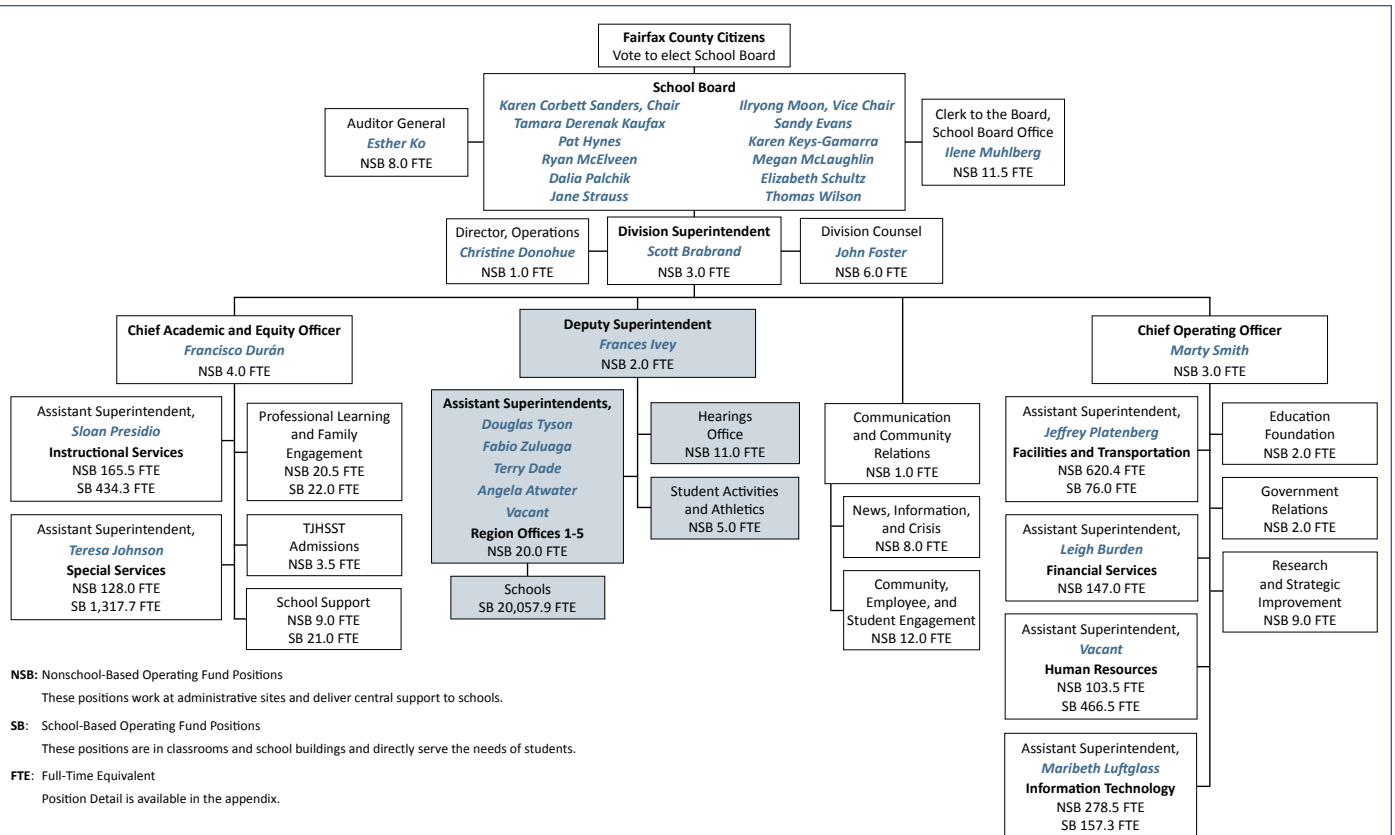 Fairfax County Citizens
Vote to elect School Board
School Board
Karen Corbett Sanders, Chair
Tamara Derenak Kaufax
Pat Hynes
Ryan McElveen
Dalia Palchik
Jane Strauss
Ilryong Moon, Vice Chair
Sandy Evans
Karen Keys-Gamarra
Megan McLaughlin
Elizabeth Schultz
Thomas Wilson
Auditor General
Esther Ko
NSB 8.0 FTE
Clerk to the Board,
School Board Office
Ilene Muhlberg
NSB 11.5 FTE
Director, Operations
Christine Donohue
NSB 1.0 FTE
Division Superintendent
Scott Brabrand
NSB 3.0 FTE
Division Counsel
John Foster
NSB 6.0 FTE
Chief Academic and Equity Officer
Francisco Durán
NSB 4.0 FTE
Assistant Superintendent,
Sloan Presidio
Instructional Services
NSB 165.5 FTE
SB 434.3 FTE
Assistant Superintendent,
Teresa Johnson
Special Services
NSB 128.0 FTE
SB 1,317.7 FTE
Professional Learning
and Family
Engagement
NSB 20.5 FTE
SB 22.0 FTE
TJHSST
Admissions
NSB 3.5 FTE
School Support
NSB 9.0 FTE
SB 21.0 FTE
Deputy Superintendent
Frances Ivey
NSB 2.0 FTE
Assistant Superintendents,
Douglas Tyson
Fabio Zuluaga
Terry Dade
Angela Atwater
Vacant
Region Offices 1-5
NSB 20.0 FTE
Schools
SB 20,057.9 FTE
Hearings
Office
NSB 11.0 FTE
Student Activities
and Athletics
NSB 5.0 FTE
Communication
and Community
Relations
NSB 1.0 FTE
News, Information,
and Crisis
NSB 8.0 FTE
Community,
Employee, and
Student Engagement
NSB 12.0 FTE
Chief Operating Officer
Marty Smith
NSB 3.0 FTE
Assistant Superintendent,
Jeffrey Platenberg
Facilities and Transportation
NSB 620.4 FTE
SB 76.0 FTE
Assistant Superintendent,
Leigh Burden
Financial Services
NSB 147.0 FTE
Assistant Superintendent,
Vacant
Human Resources
NSB 103.5 FTE
SB 466.5 FTE
Assistant Superintendent,
Maribeth Luftglass
Information Technology
NSB 278.5 FTE
SB 157.3 FTE
Education
Foundation
NSB 2.0 FTE
Government
Relations
NSB 2.0 FTE
Research
and Strategic
Improvement
NSB 9.0 FTE
NSB: Nonschool-Based Operating Fund Positions
These positions work at administrative sites and deliver central support to schools.
SB: School-Based Operating Fund Positions
These positions are in classrooms and school buildings and directly serve the needs of students.
FTE: Full-Time Equivalent
Position Detail is available in the appendix.